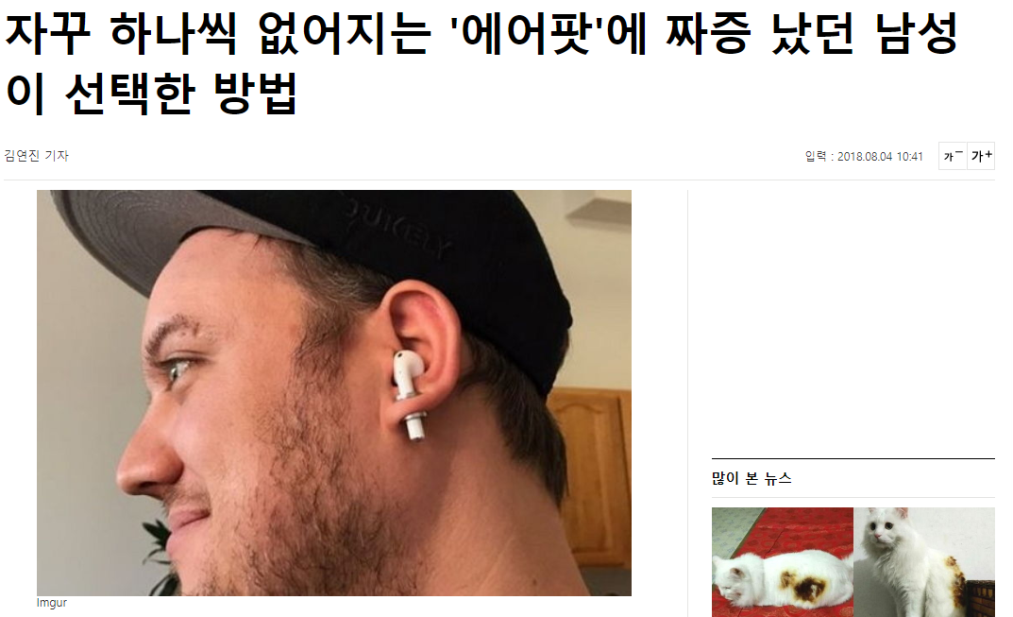 자꾸 하나씩 없어지는 '에어팟'에 짜증 났던 남성
이 선택한 방법
김연진 기자
입력 : 2018.08.04 10:41
가- 가+
Imgur
많이 본 뉴스